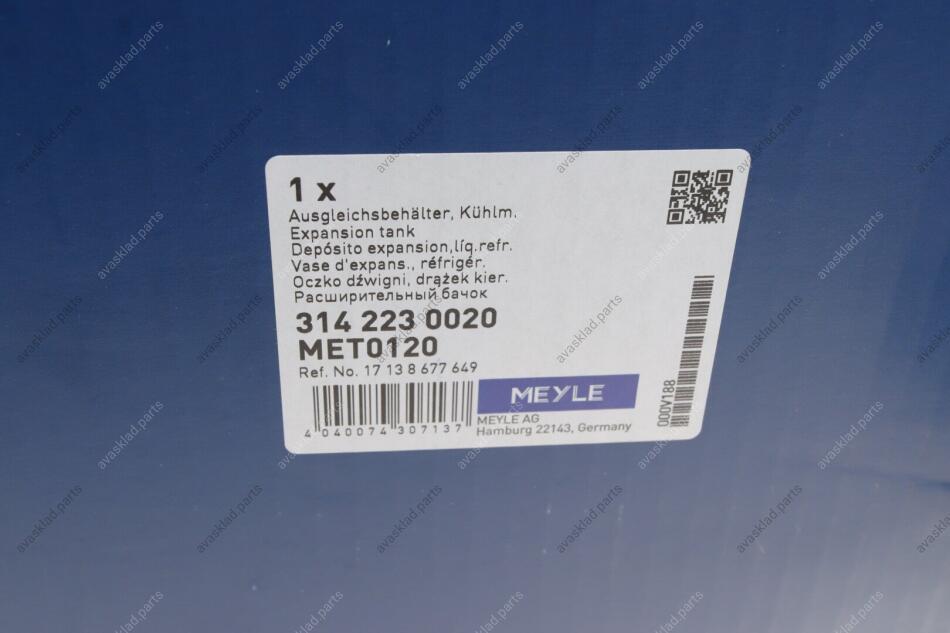 1 x
Ausgleichsbehälter, Kühlm.
Expansion tank
Depósito expansion,líq.refr.
Vase d'expans., réfrigér.
Oczko dźwigni, drążek kier.
Расширительный бачок
314 223 0020
MET0120
Ref. No. 17 13 8 677 649
4 040074 307137
MEYLE
MEYLE AG
Hamburg 22143, Germany
000V188
avasklad.parts